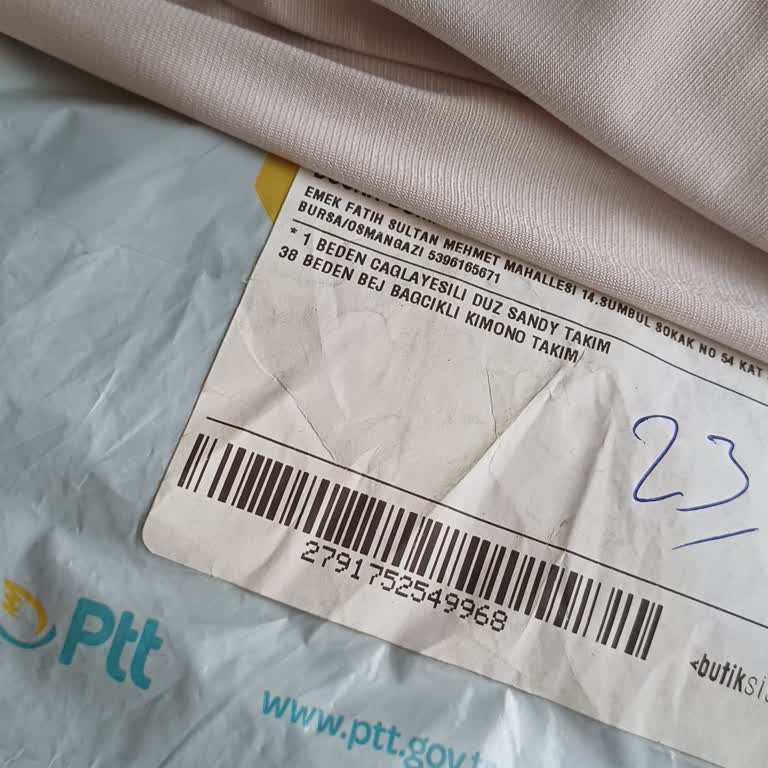 EMEK FATIH SULTAN MEHMET MAHALLESI 14.SUMBUL SOKAK NO 54 KAT
BURSA/OSMANGAZI 5396165671
* 1 BEDEN CAGLAYESILI DUZ SANDY TAKIM
38 BEDEN BEJ BAGCIKLI KIMONO TAKIM
23
2791752549968
<butiksi
Ptt
www.ptt.gov.t